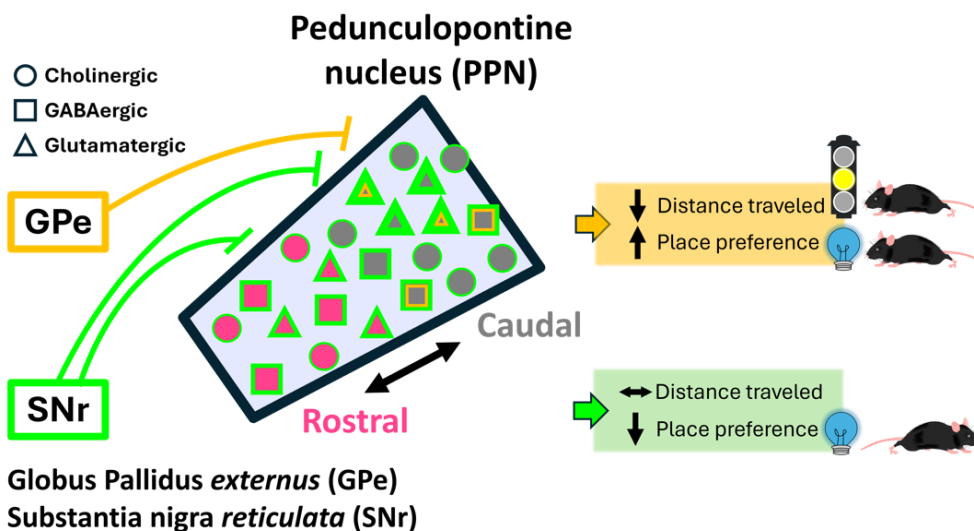 Pedunculopontine
nucleus (PPN)
Cholinergic
GABAergic
Glutamatergic
GPe
SNr
Caudal
Rostral
Distance traveled
Place preference
Distance traveled
Place preference
Globus Pallidus externus (GPe)
Substantia nigra reticulata (SNr)